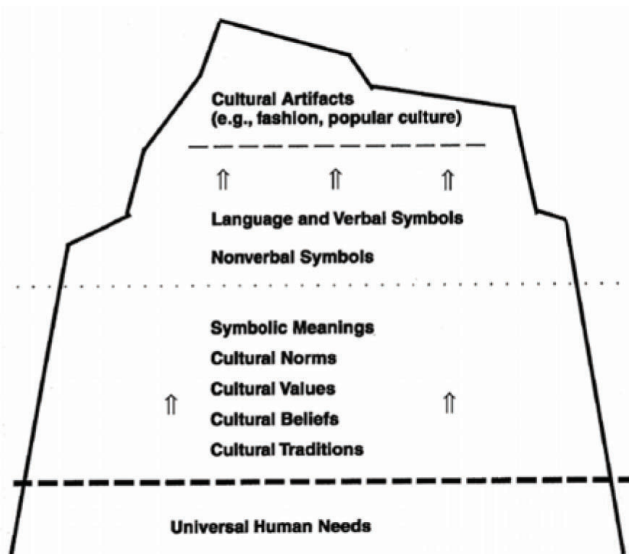 Cultural Artifacts
(e.g., fashion, popular culture)
Language and Verbal Symbols
Nonverbal Symbols
Symbolic Meanings
Cultural Norms
Cultural Values
Cultural Beliefs
Cultural Traditions
Universal Human Needs